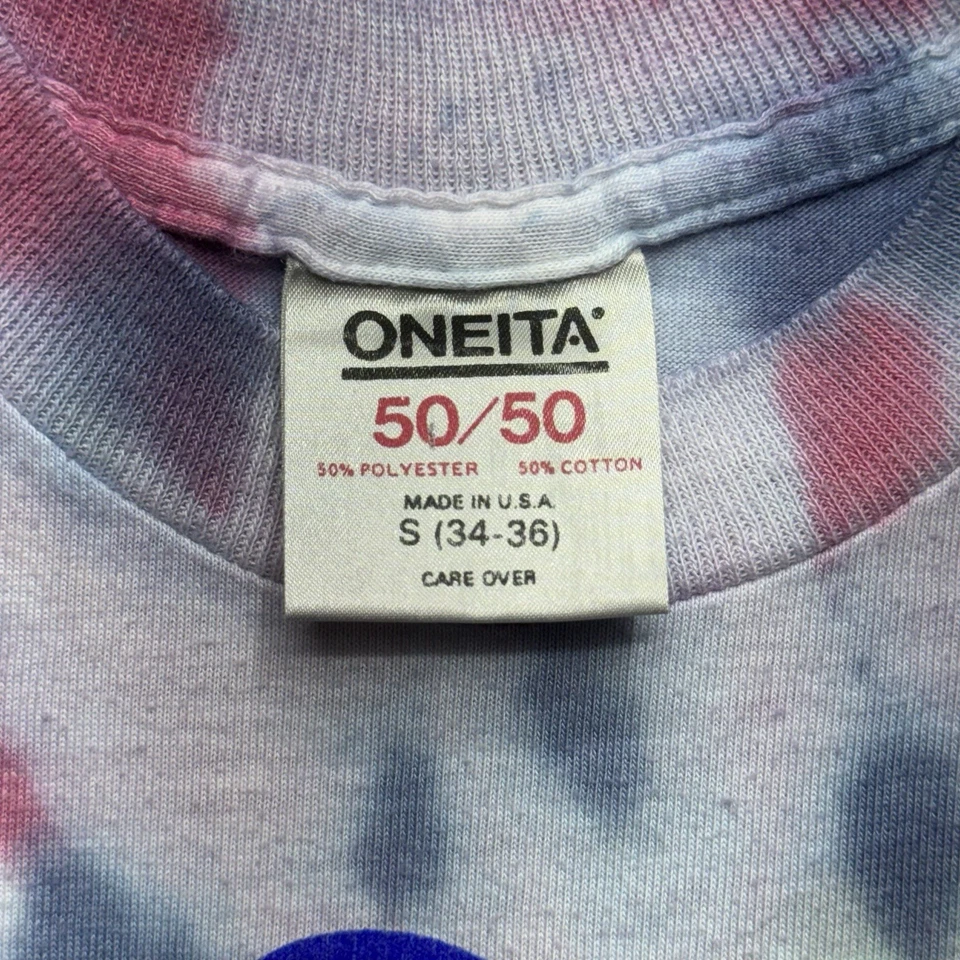 ONEITA®
50/50
50% POLYESTER 50% COTTON
MADE IN U.S.A.
S (34-36)
CARE OVER